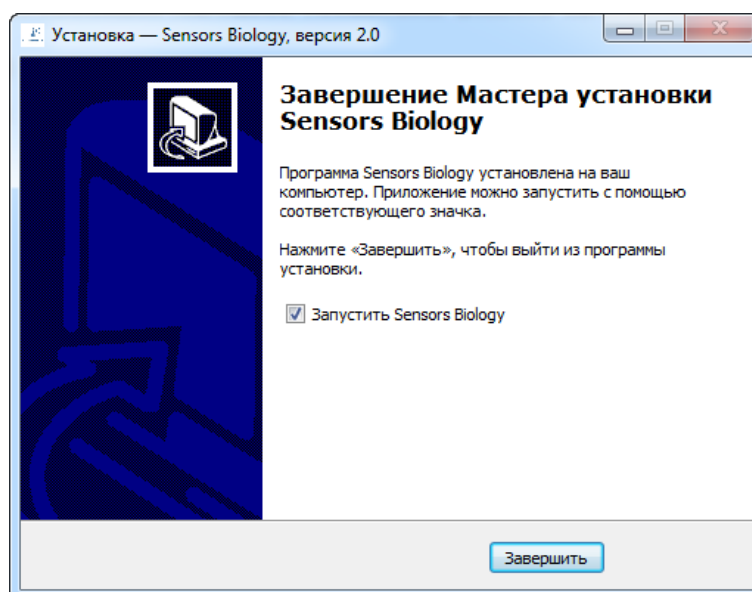 Установка — Sensors Biology, версия 2.0
Завершение Мастера установки
Sensors Biology
Программа Sensors Biology установлена на ваш
компьютер. Приложение можно запустить с помощью
соответствующего значка.
Нажмите «Завершить», чтобы выйти из программы
установки.
Запустить Sensors Biology
Завершить